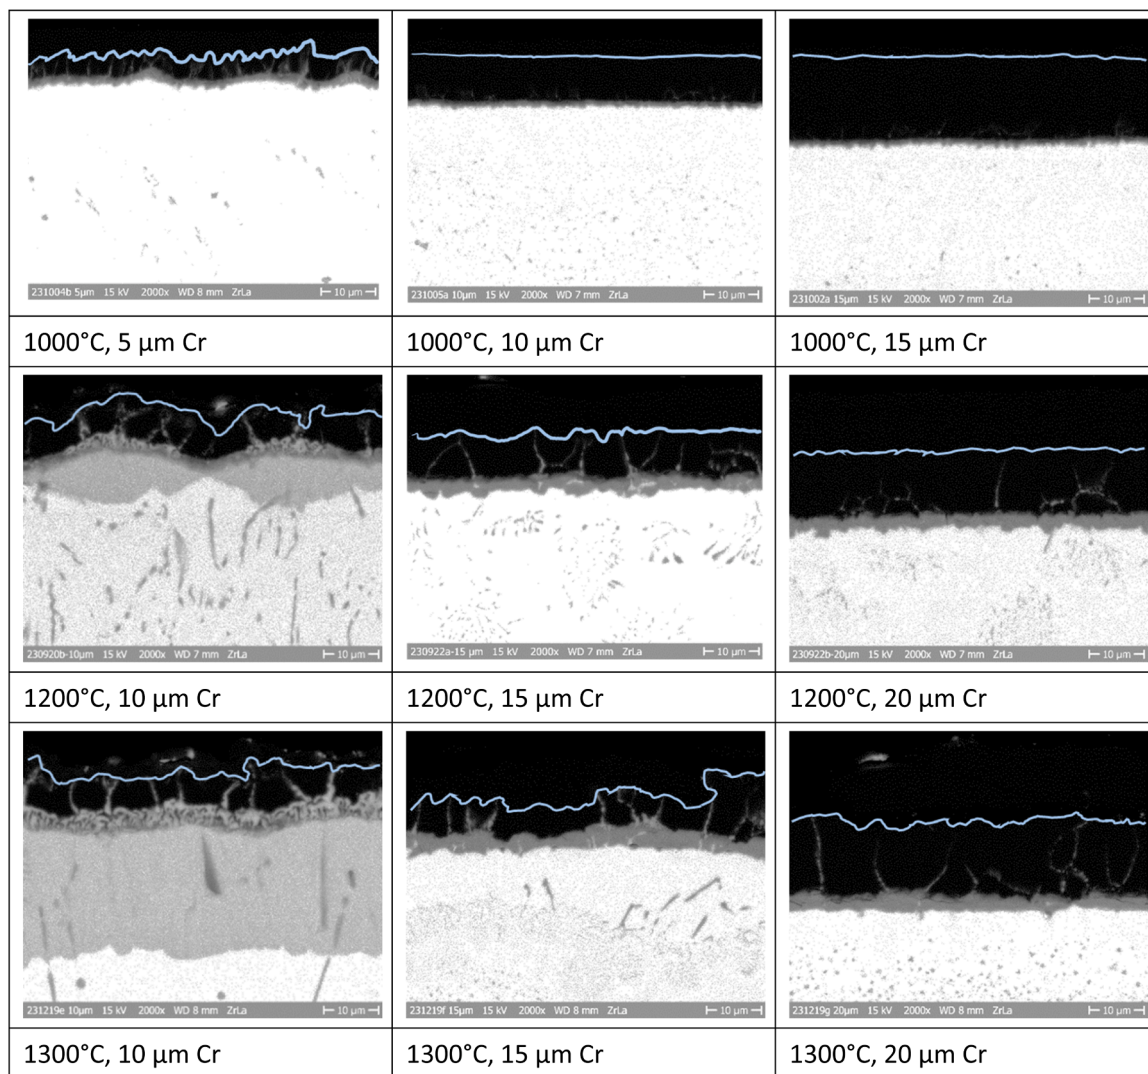 231004b 5µm 15 kV 2000x WD 8 mm ZrLa 10 µm
231005a 10µm 15 kV 2000x WD 7 mm ZrLa 10 µm
231002a 15µm 15 kV 2000x WD 7 mm ZrLa 10 µm
1000°C, 5 µm Cr
1000°C, 10 µm Cr
1000°C, 15 µm Cr
230920b-10µm 15 kV 2000x WD 7 mm ZrLa 10 µm
230922a-15 µm 15 kV 2000x WD 7 mm ZrLa 10 µm
230922b-20µm 15 kV 2000x WD 7 mm ZrLa 10 µm
1200°C, 10 µm Cr
1200°C, 15 µm Cr
1200°C, 20 µm Cr
231219e 10µm 15 kV 2000x WD 8 mm ZrLa 10 µm
231219f 15µm 15 kV 2000x WD 8 mm ZrLa 10 µm
231219g 20µm 15 kV 2000x WD 8 mm ZrLa 10 µm
1300°C, 10 µm Cr
1300°C, 15 µm Cr
1300°C, 20 µm Cr